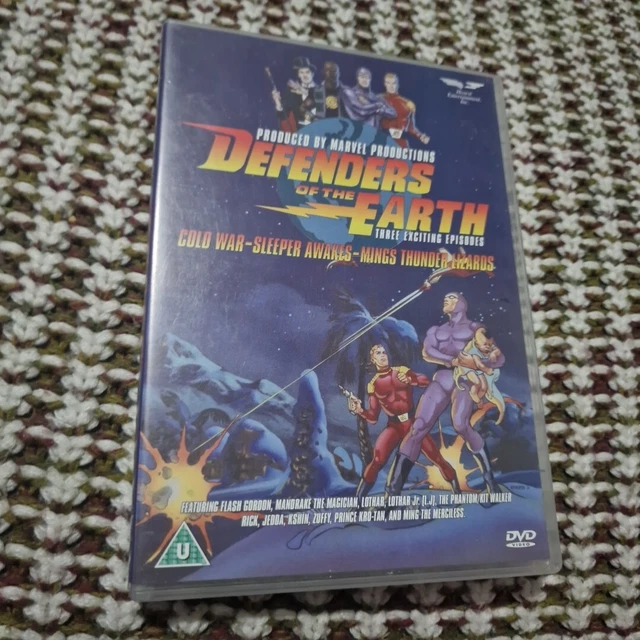 PRODUCED BY MARVEL PRODUCTIONS
DEFENDERS
OF THE
EARTH
THREE EXCITING EPISODES
COLD WAR-SLEEPER AWAKES-MINGS THUNDER LIZARDS
FEATURING FLASH GORDON, MANDRAKE THE MAGICIAN, LOTHAR, LOTHAR Jr. (L.J), THE PHANTOM, KIT WALKER
RICK, JEDDA, KSHIN, ZUFFY, PRINCE KRO-TAN, AND MING THE MERCILESS
U
DVD
VIDEO